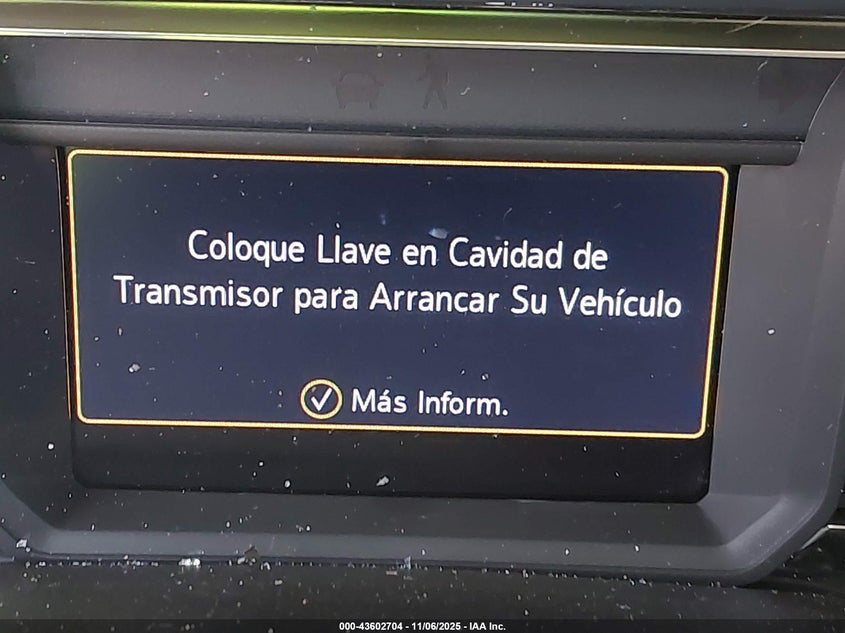 Coloque Llave en Cavidad de
Transmisor para Arrancar Su Vehículo
Más Inform.
000-43602704 - 11/06/2025 - IAA Inc.